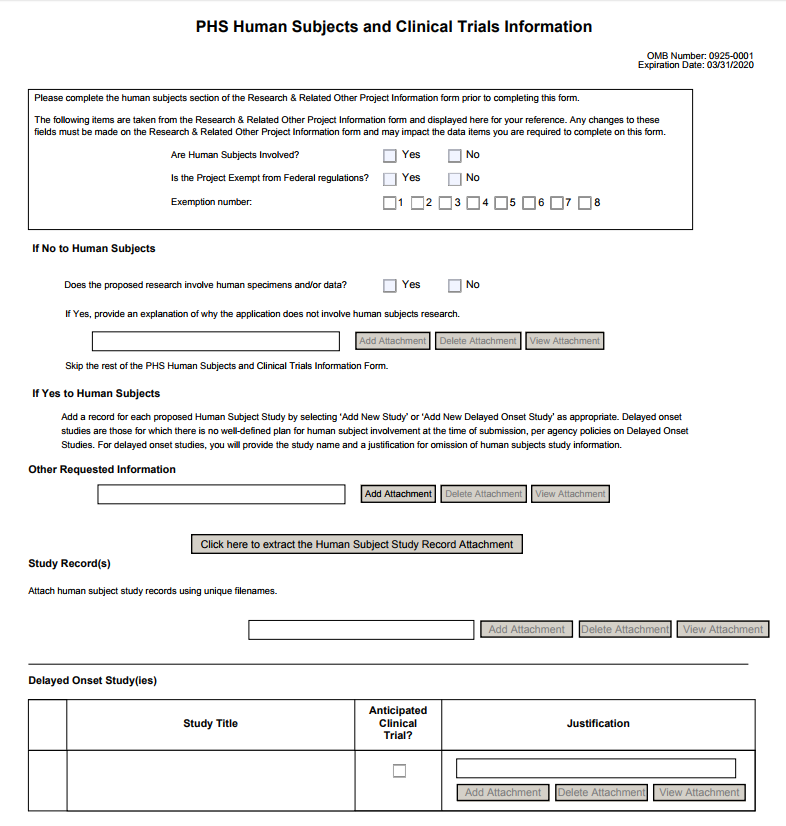 PHS Human Subjects and Clinical Trials Information
OMB Number: 0925-0001
Expiration Date: 03/31/2020
Please complete the human subjects section of the Research & Related Other Project Information form prior to completing this form.
The following items are taken from the Research & Related Other Project Information form and displayed here for your reference. Any changes to these
fields must be made on the Research & Related Other Project Information form and may impact the data items you are required to complete on this form.
Are Human Subjects Involved? Yes No
Is the Project Exempt from Federal regulations? Yes No
Exemption number: 1 2 3 4 5 6 7 8
If No to Human Subjects
Does the proposed research involve human specimens and/or data? Yes No
If Yes, provide an explanation of why the application does not involve human subjects research.
Add Attachment Delete Attachment View Attachment
Skip the rest of the PHS Human Subjects and Clinical Trials Information Form.
If Yes to Human Subjects
Add a record for each proposed Human Subject Study by selecting 'Add New Study' or 'Add New Delayed Onset Study' as appropriate. Delayed onset
studies are those for which there is no well-defined plan for human subject involvement at the time of submission, per agency policies on Delayed Onset
Studies. For delayed onset studies, you will provide the study name and a justification for omission of human subjects study information.
Other Requested Information
Add Attachment Delete Attachment View Attachment
Click here to extract the Human Subject Study Record Attachment
Study Record(s)
Attach human subject study records using unique filenames.
Add Attachment Delete Attachment View Attachment
Delayed Onset Study(ies)
Study Title
Anticipated
Clinical
Trial?
Justification
Add Attachment Delete Attachment View Attachment